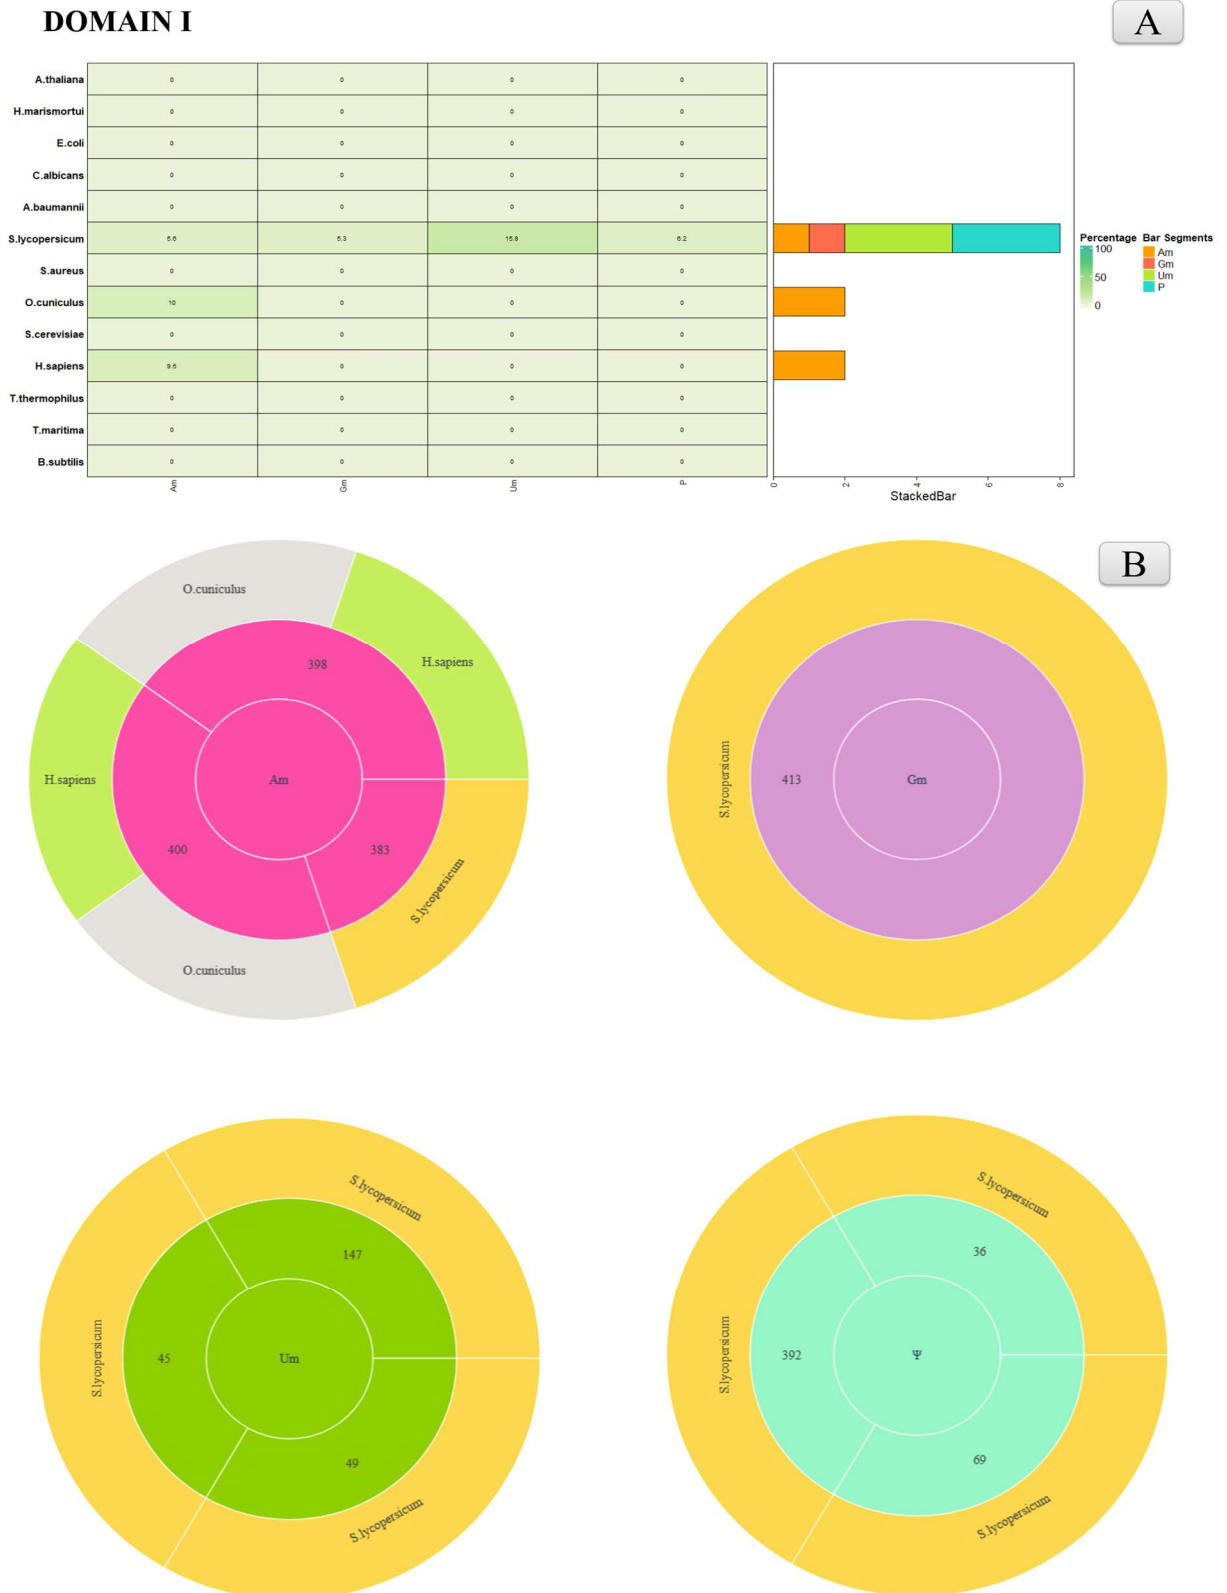 DOMAIN I
A
A.thaliana 0 0 0 0
H.marismortui 0 0 0 0
E.coli 0 0 0 0
C.albicans 0 0 0 0
A.baumannii 0 0 0 0
S.lycopersicum 5.3 15.8 6.2
S.aureus 0 0 0 0
O.cuniculus 10 0 0 0
S.cerevisiae 0 0 0 0
H.sapiens 9.5 0 0 0
T.thermophilus 0 0 0 0
T.maritima 0 0 0 0
B.subtilis 0 0 0 0
Am Gm Um P
0 2 4 6 8
StackedBar
Percentage Bar Segments
100
50
0
Am
Gm
Um
P
B
O.cuniculus
H.sapiens
398
H.sapiens
Am
400
383
S.lycopersicum
O.cuniculus
S.lycopersicum
413
Gm
S.lycopersicum
147
S.lycopersicum
45
Um
49
S.lycopersicum
S.lycopersicum
36
S.lycopersicum
392
Ψ
69
S.lycopersicum